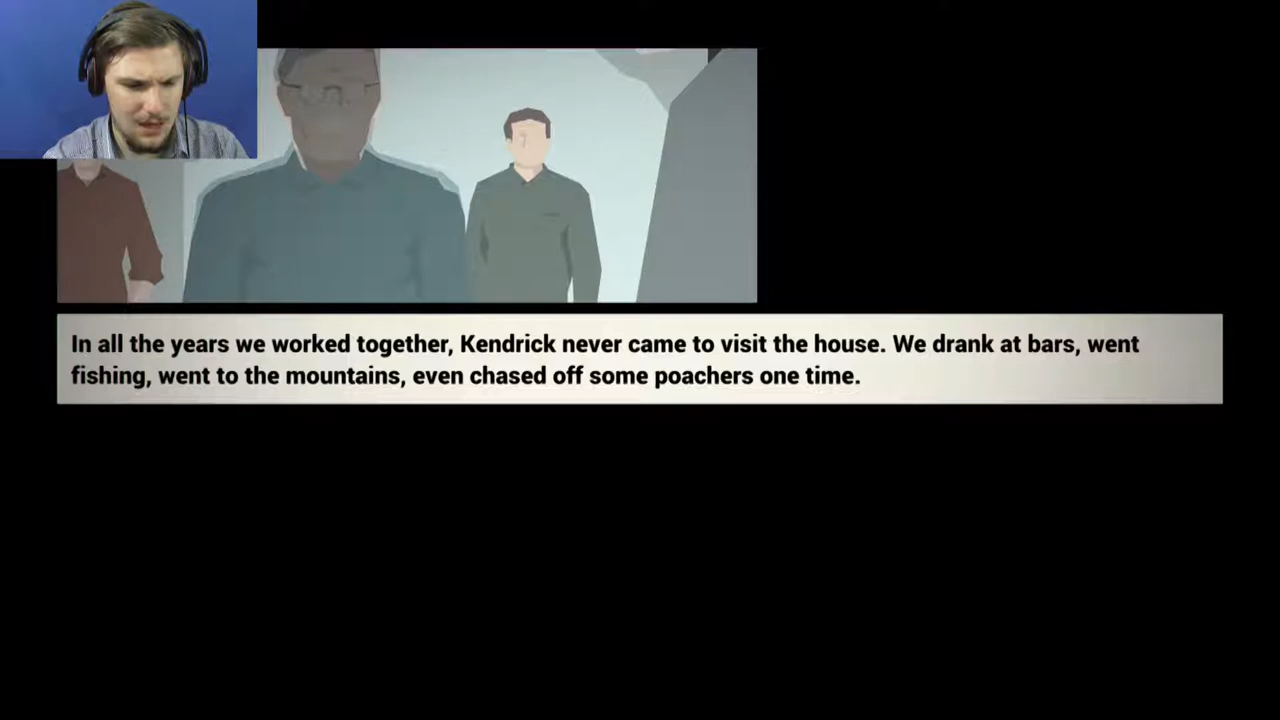 In all the years we worked together, Kendrick never came to visit the house. We drank at bars, went
fishing, went to the mountains, even chased off some poachers one time.